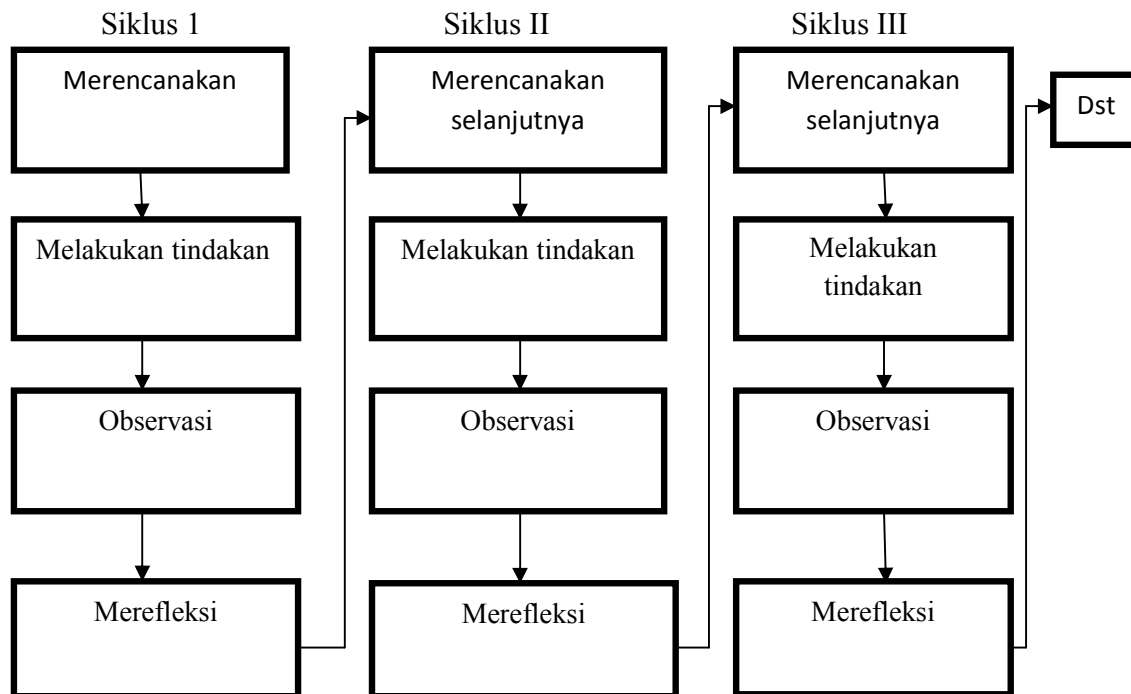 Siklus 1
Merencanakan
Melakukan tindakan
Observasi
Merefleksi
Siklus II
Merencanakan
selanjutnya
Melakukan tindakan
Observasi
Merefleksi
Siklus III
Merencanakan
selanjutnya
Melakukan
tindakan
Observasi
Merefleksi
Dst